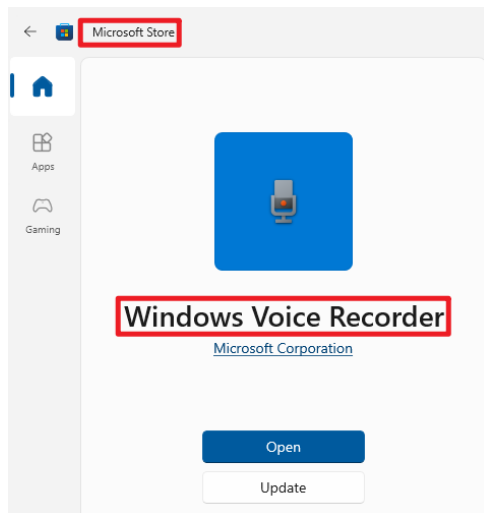 Microsoft Store
Apps
Gaming
Windows Voice Recorder
Microsoft Corporation
Open
Update